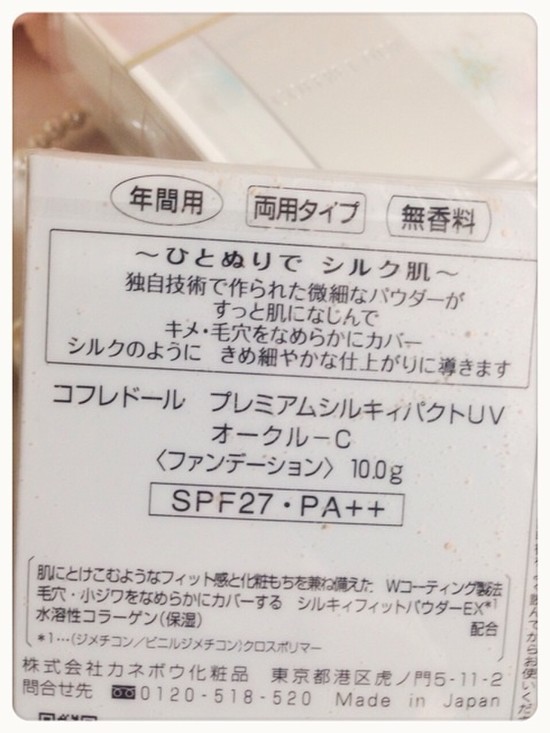 年間用 両用タイプ 無香料
～ひとぬりで シルク肌～
独自技術で作られた微細なパウダーが
すっと肌になじんで
キメ・毛穴をなめらかにカバー
シルクのように きめ細やかな仕上がりに導きます
コフレドール プレミアムシルキィパクトUV
オークル－C
〈ファンデーション〉 10.0g
SPF27・PA++
肌にとけこむようなフィット感と化粧もちを兼ね備えた Wコーティング製法
毛穴・小ジワをなめらかにカバーする シルキィフィットパウダーEX*1
水溶性コラーゲン(保湿) 配合
*1…(ジメチコン/ビニルジメチコン)クロスポリマー
株式会社カネボウ化粧品 東京都港区虎ノ門5-11-2
問合せ先 0120-518-520 Made in Japan